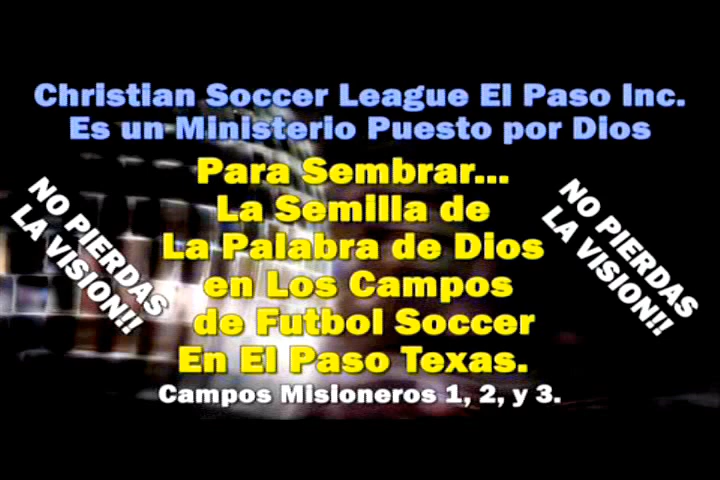 Christian Soccer League El Paso Inc.
Es un Ministerio Puesto por Dios
Para Sembrar...
La Semilla de
La Palabra de Dios
en Los Campos
de Futbol Soccer
En El Paso Texas.
Campos Misioneros 1, 2, y 3.
NO PIERDAS
LA VISION!!
NO PIERDAS
LA VISION!!